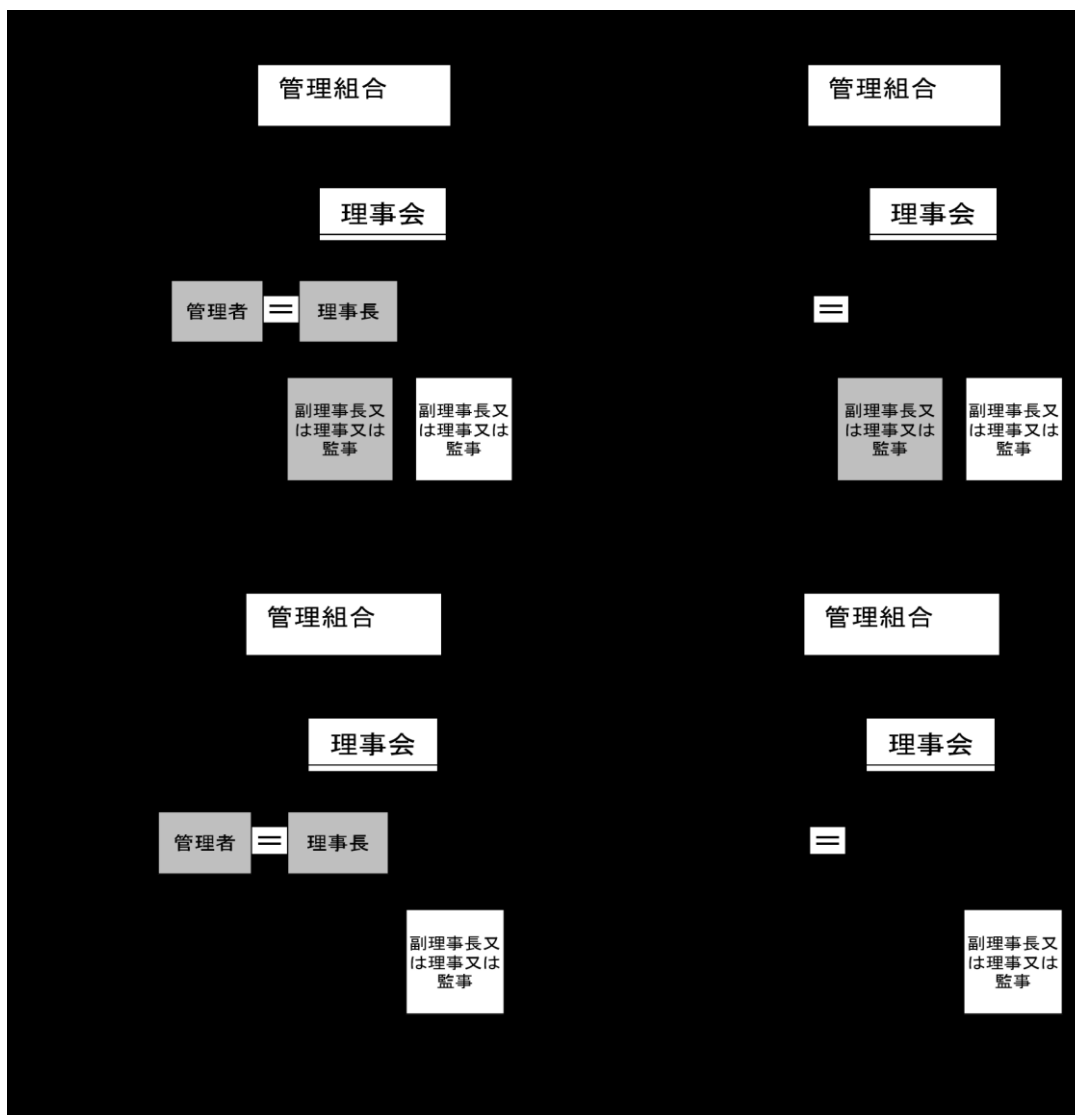 管理組合
管理組合
理事会
理事会
管理者
＝
理事長
＝
副理事長又
は理事又は
監事
副理事長又
は理事又は
監事
副理事長又
は理事又は
監事
副理事長又
は理事又は
監事
管理組合
管理組合
理事会
理事会
管理者
＝
理事長
＝
副理事長又
は理事又は
監事
副理事長又
は理事又は
監事